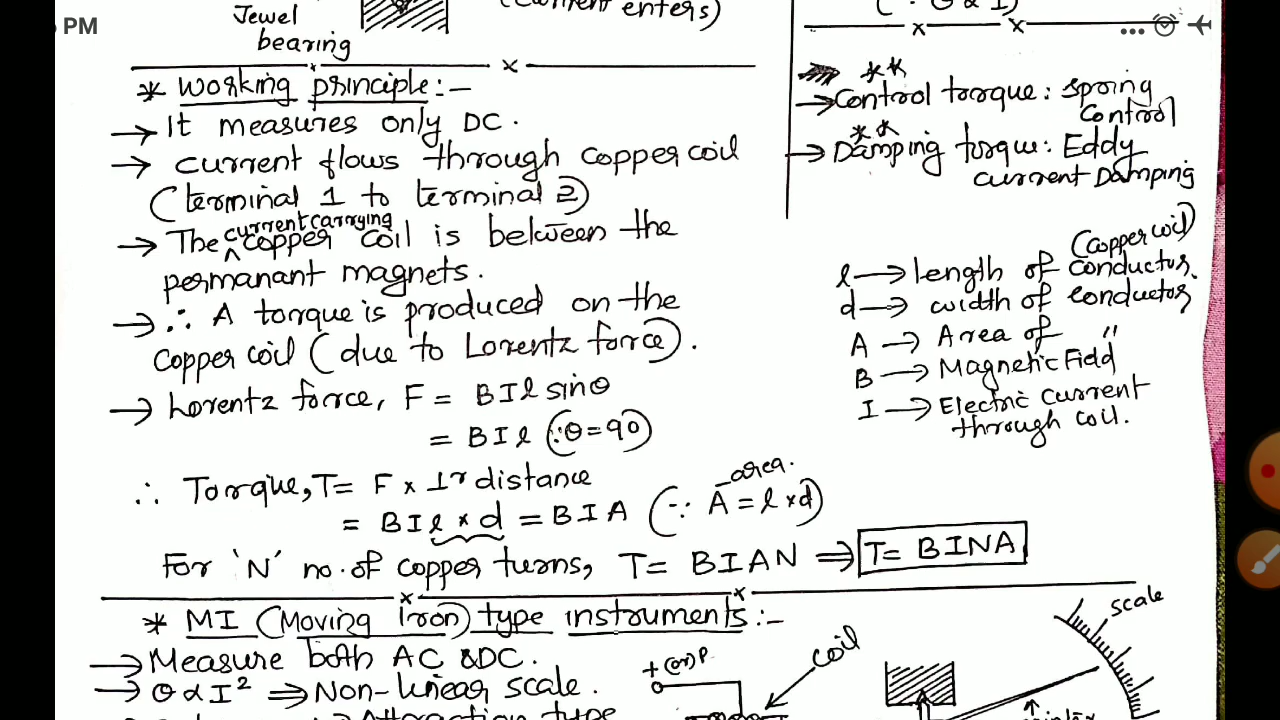 PM
Jewel
bearing
(current enters)
* Working principle:-
→ It measures only DC.
→ current flows through copper coil
(terminal 1 to terminal 2)
→ The current carrying copper coil is between the
permanant magnets.
→ ∴ A torque is produced on the
copper coil (due to Lorentz force).
→ Lorentz force, F = BIl sinθ
= BIl (∵θ=90)
∴ Torque, T = F × ⊥r distance
= BIl × d = BIA (∵ A = l×d)
area.
For 'N' no. of copper turns, T = BIAN ⟹ T = BINA
** 
→ Control torque: spring
Control
**
→ Damping torque: Eddy
current Damping
(copper coil)
l → length of conductor.
d → width of conductor
A → Area of "
B → Magnetic Field
I → Electric current
through coil.
* MI (Moving Iron) type instruments:-
→ Measure both AC & DC.
→ θ α I² ⟹ Non-linear scale.
Attraction type
+ (or) P
coil
scale